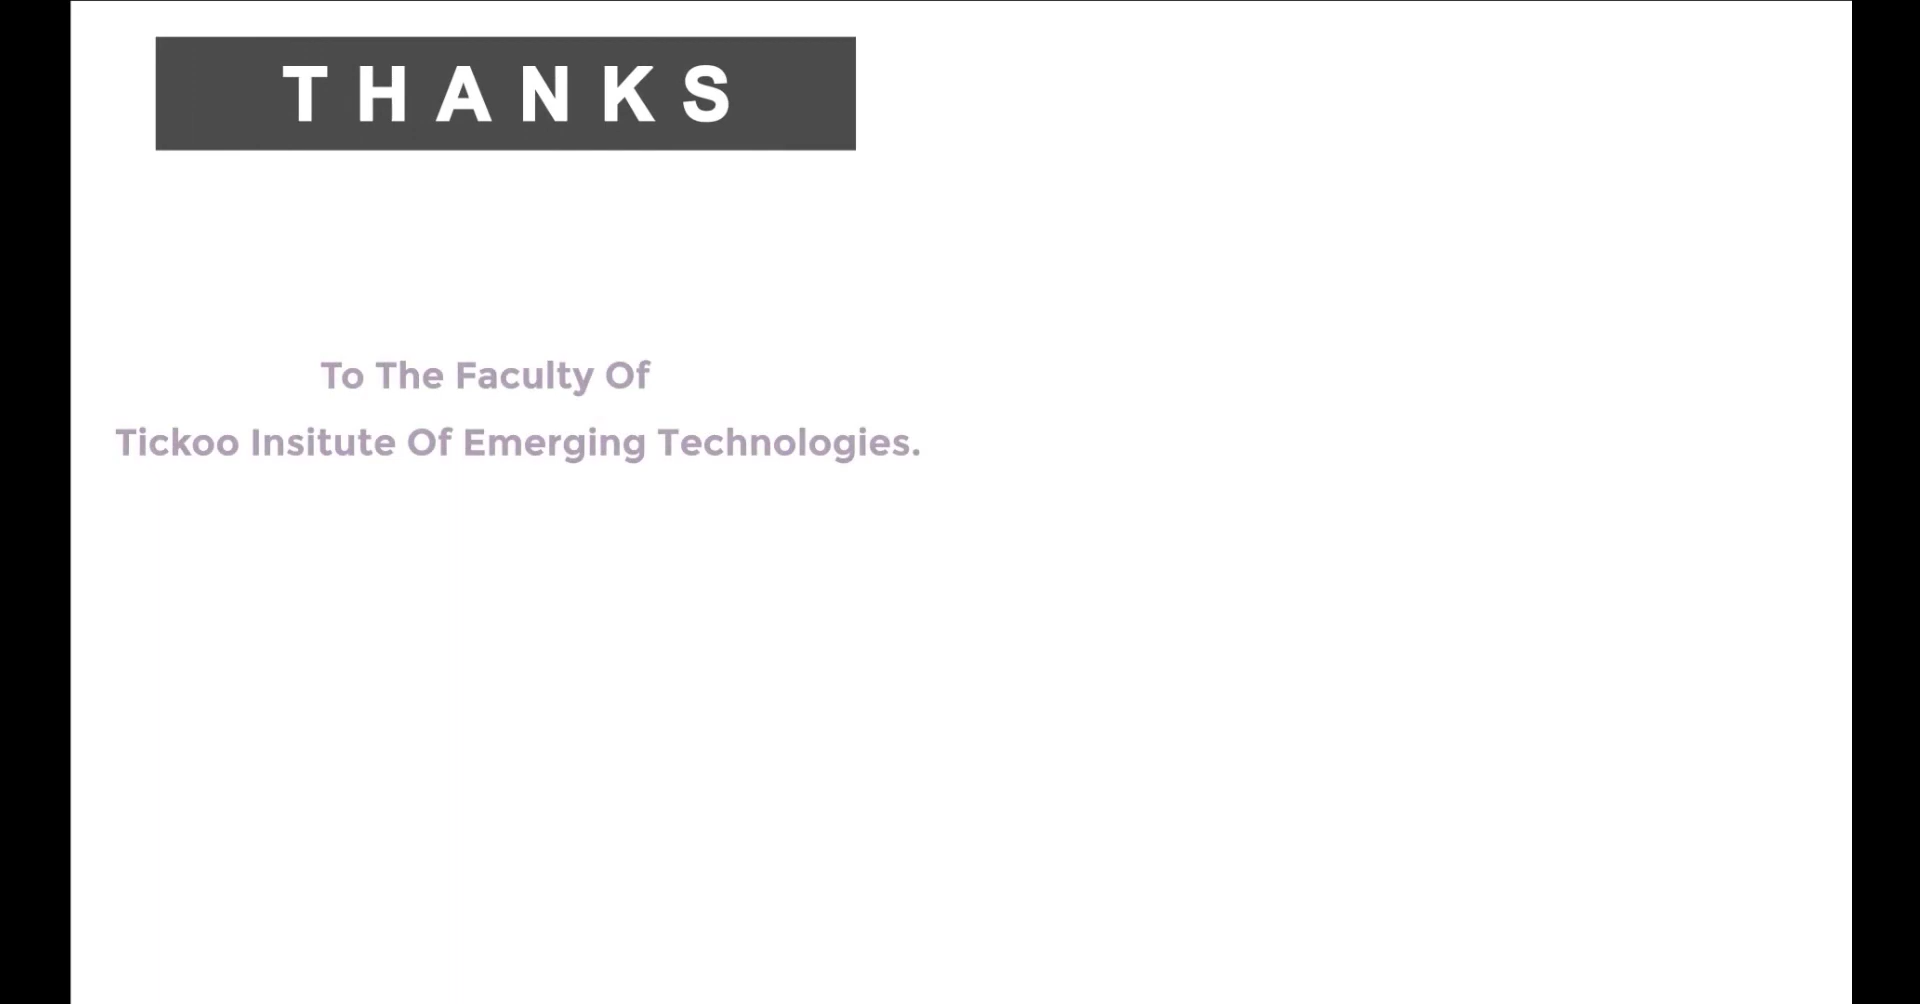 THANKS
To The Faculty Of
Tickoo Insitute Of Emerging Technologies.